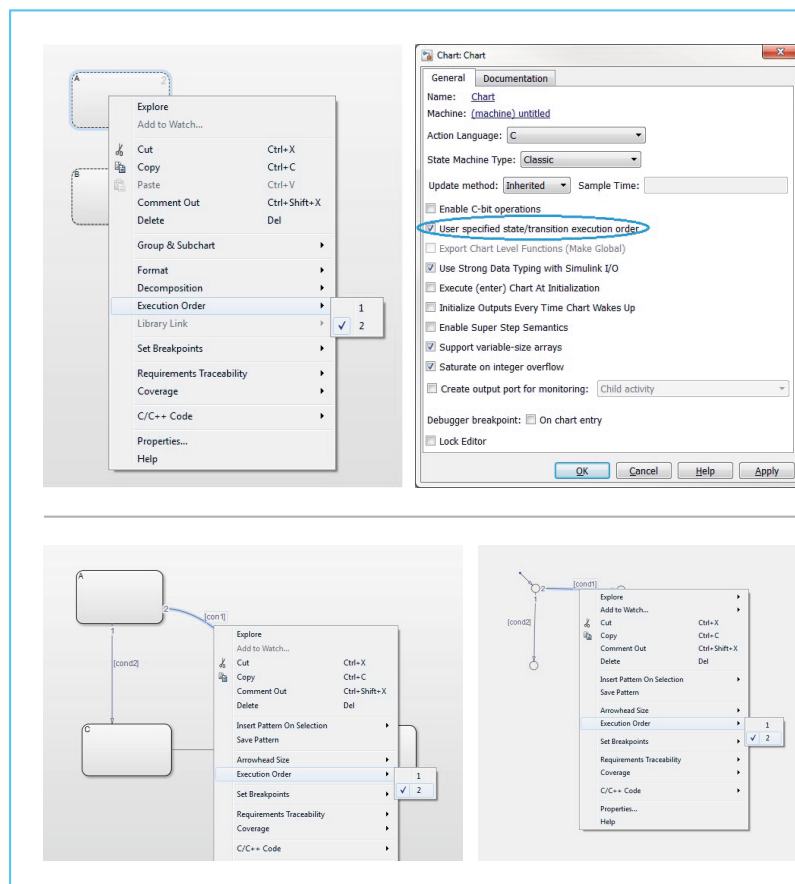 A
2
Explore
Add to Watch...
Cut Ctrl+X
Copy Ctrl+C
Paste Ctrl+V
Comment Out Ctrl+Shift+X
Delete Del
Group & Subchart
Format
Decomposition
Execution Order
1
2
Library Link
Set Breakpoints
Requirements Traceability
Coverage
C/C++ Code
Properties...
Help
B
Chart: Chart
General Documentation
Name: Chart
Machine: (machine) untitled
Action Language: C
State Machine Type: Classic
Update method: Inherited Sample Time:
Enable C-bit operations
User specified state/transition execution order
Export Chart Level Functions (Make Global)
Use Strong Data Typing with Simulink I/O
Execute (enter) Chart At Initialization
Initialize Outputs Every Time Chart Wakes Up
Enable Super Step Semantics
Support variable-size arrays
Saturate on integer overflow
Create output port for monitoring: Child activity
Debugger breakpoint: On chart entry
Lock Editor
OK Cancel Help Apply
A
2
[con1]
1
[cond2]
C
Explore
Add to Watch...
Cut Ctrl+X
Copy Ctrl+C
Comment Out Ctrl+Shift+X
Delete Del
Insert Pattern On Selection
Save Pattern
Arrowhead Size
Execution Order
1
2
Set Breakpoints
Requirements Traceability
Coverage
C/C++ Code
2
[cond1]
1
[cond2]
Explore
Add to Watch...
Cut Ctrl+X
Copy Ctrl+C
Comment Out Ctrl+Shift+X
Delete Del
Insert Pattern On Selection
Save Pattern
Arrowhead Size
Execution Order
1
2
Set Breakpoints
Requirements Traceability
Coverage
C/C++ Code
Properties...
Help